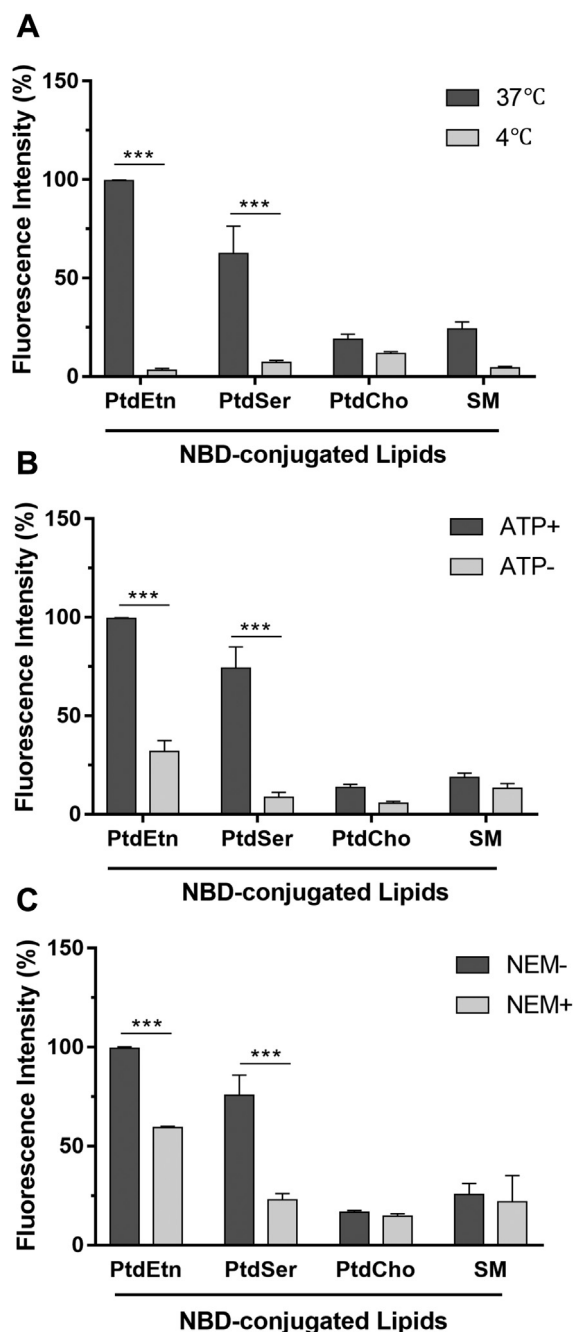 A
Fluorescence Intensity (%)
150
100
50
0
37℃
4℃
***
***
PtdEtn PtdSer PtdCho SM
NBD-conjugated Lipids
B
Fluorescence Intensity (%)
150
100
50
0
ATP+
ATP-
***
***
PtdEtn PtdSer PtdCho SM
NBD-conjugated Lipids
C
Fluorescence Intensity (%)
150
100
50
0
NEM-
NEM+
***
***
PtdEtn PtdSer PtdCho SM
NBD-conjugated Lipids